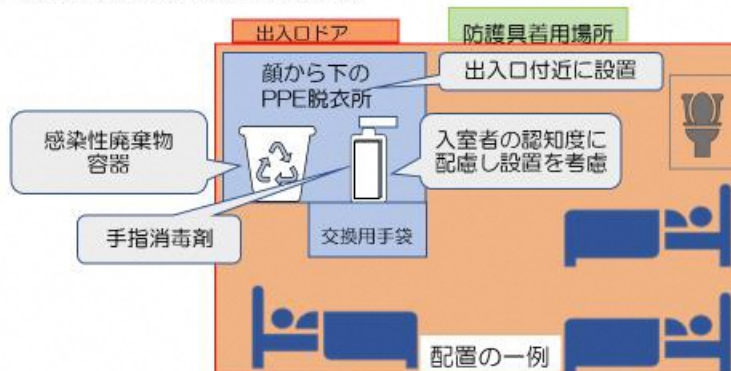 出入口ドア
防護具着用場所
顔から下の
PPE脱衣所
出入口付近に設置
感染性廃棄物
容器
入室者の認知度に
配慮し設置を考慮
手指消毒剤
交換用手袋
配置の一例